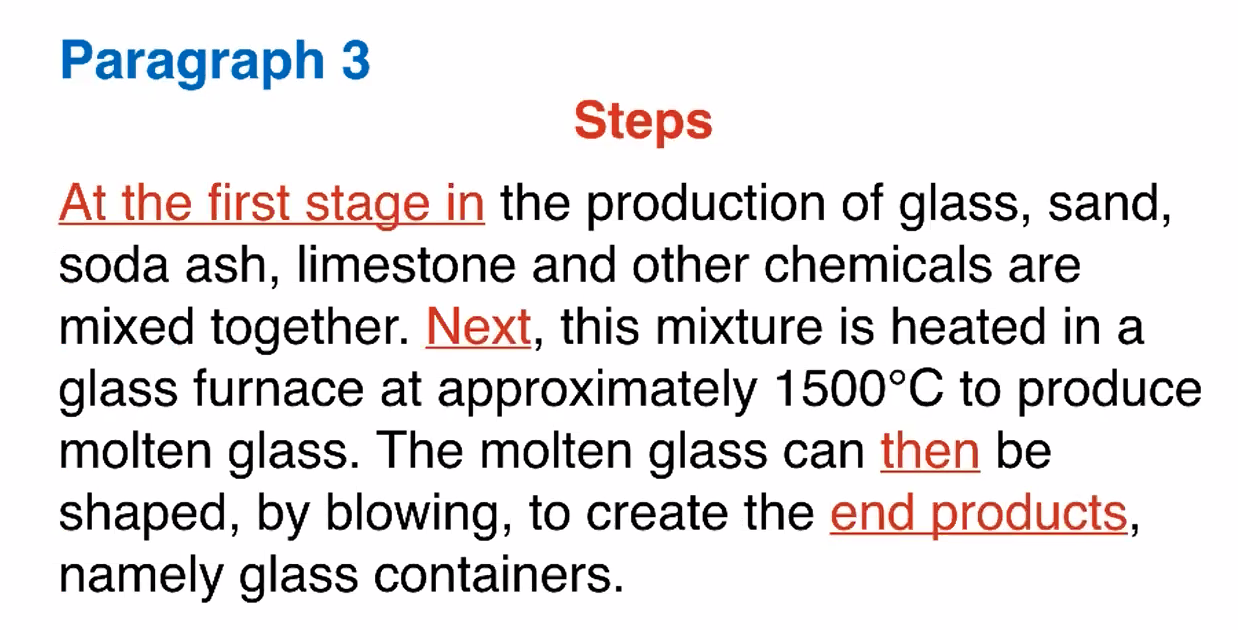 Paragraph 3
Steps
At the first stage in the production of glass, sand,
soda ash, limestone and other chemicals are
mixed together. Next, this mixture is heated in a
glass furnace at approximately 1500°C to produce
molten glass. The molten glass can then be
shaped, by blowing, to create the end products,
namely glass containers.